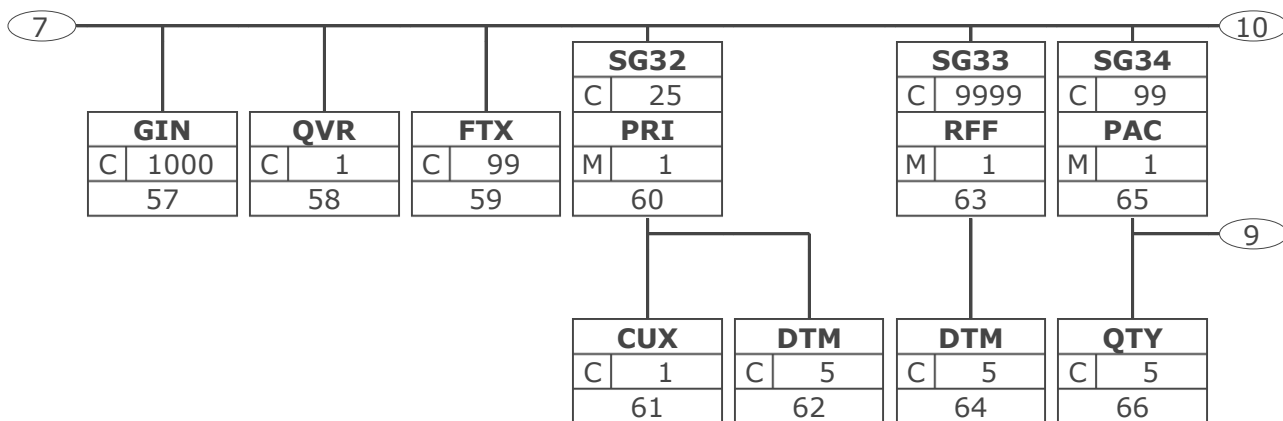 7 10
SG32 SG33 SG34
C 25 C 9999 C 99
GIN QVR FTX PRI RFF PAC
C 1000 C 1 C 99 M 1 M 1 M 1
57 58 59 60 63 65
9
CUX DTM DTM QTY
C 1 C 5 C 5 C 5
61 62 64 66